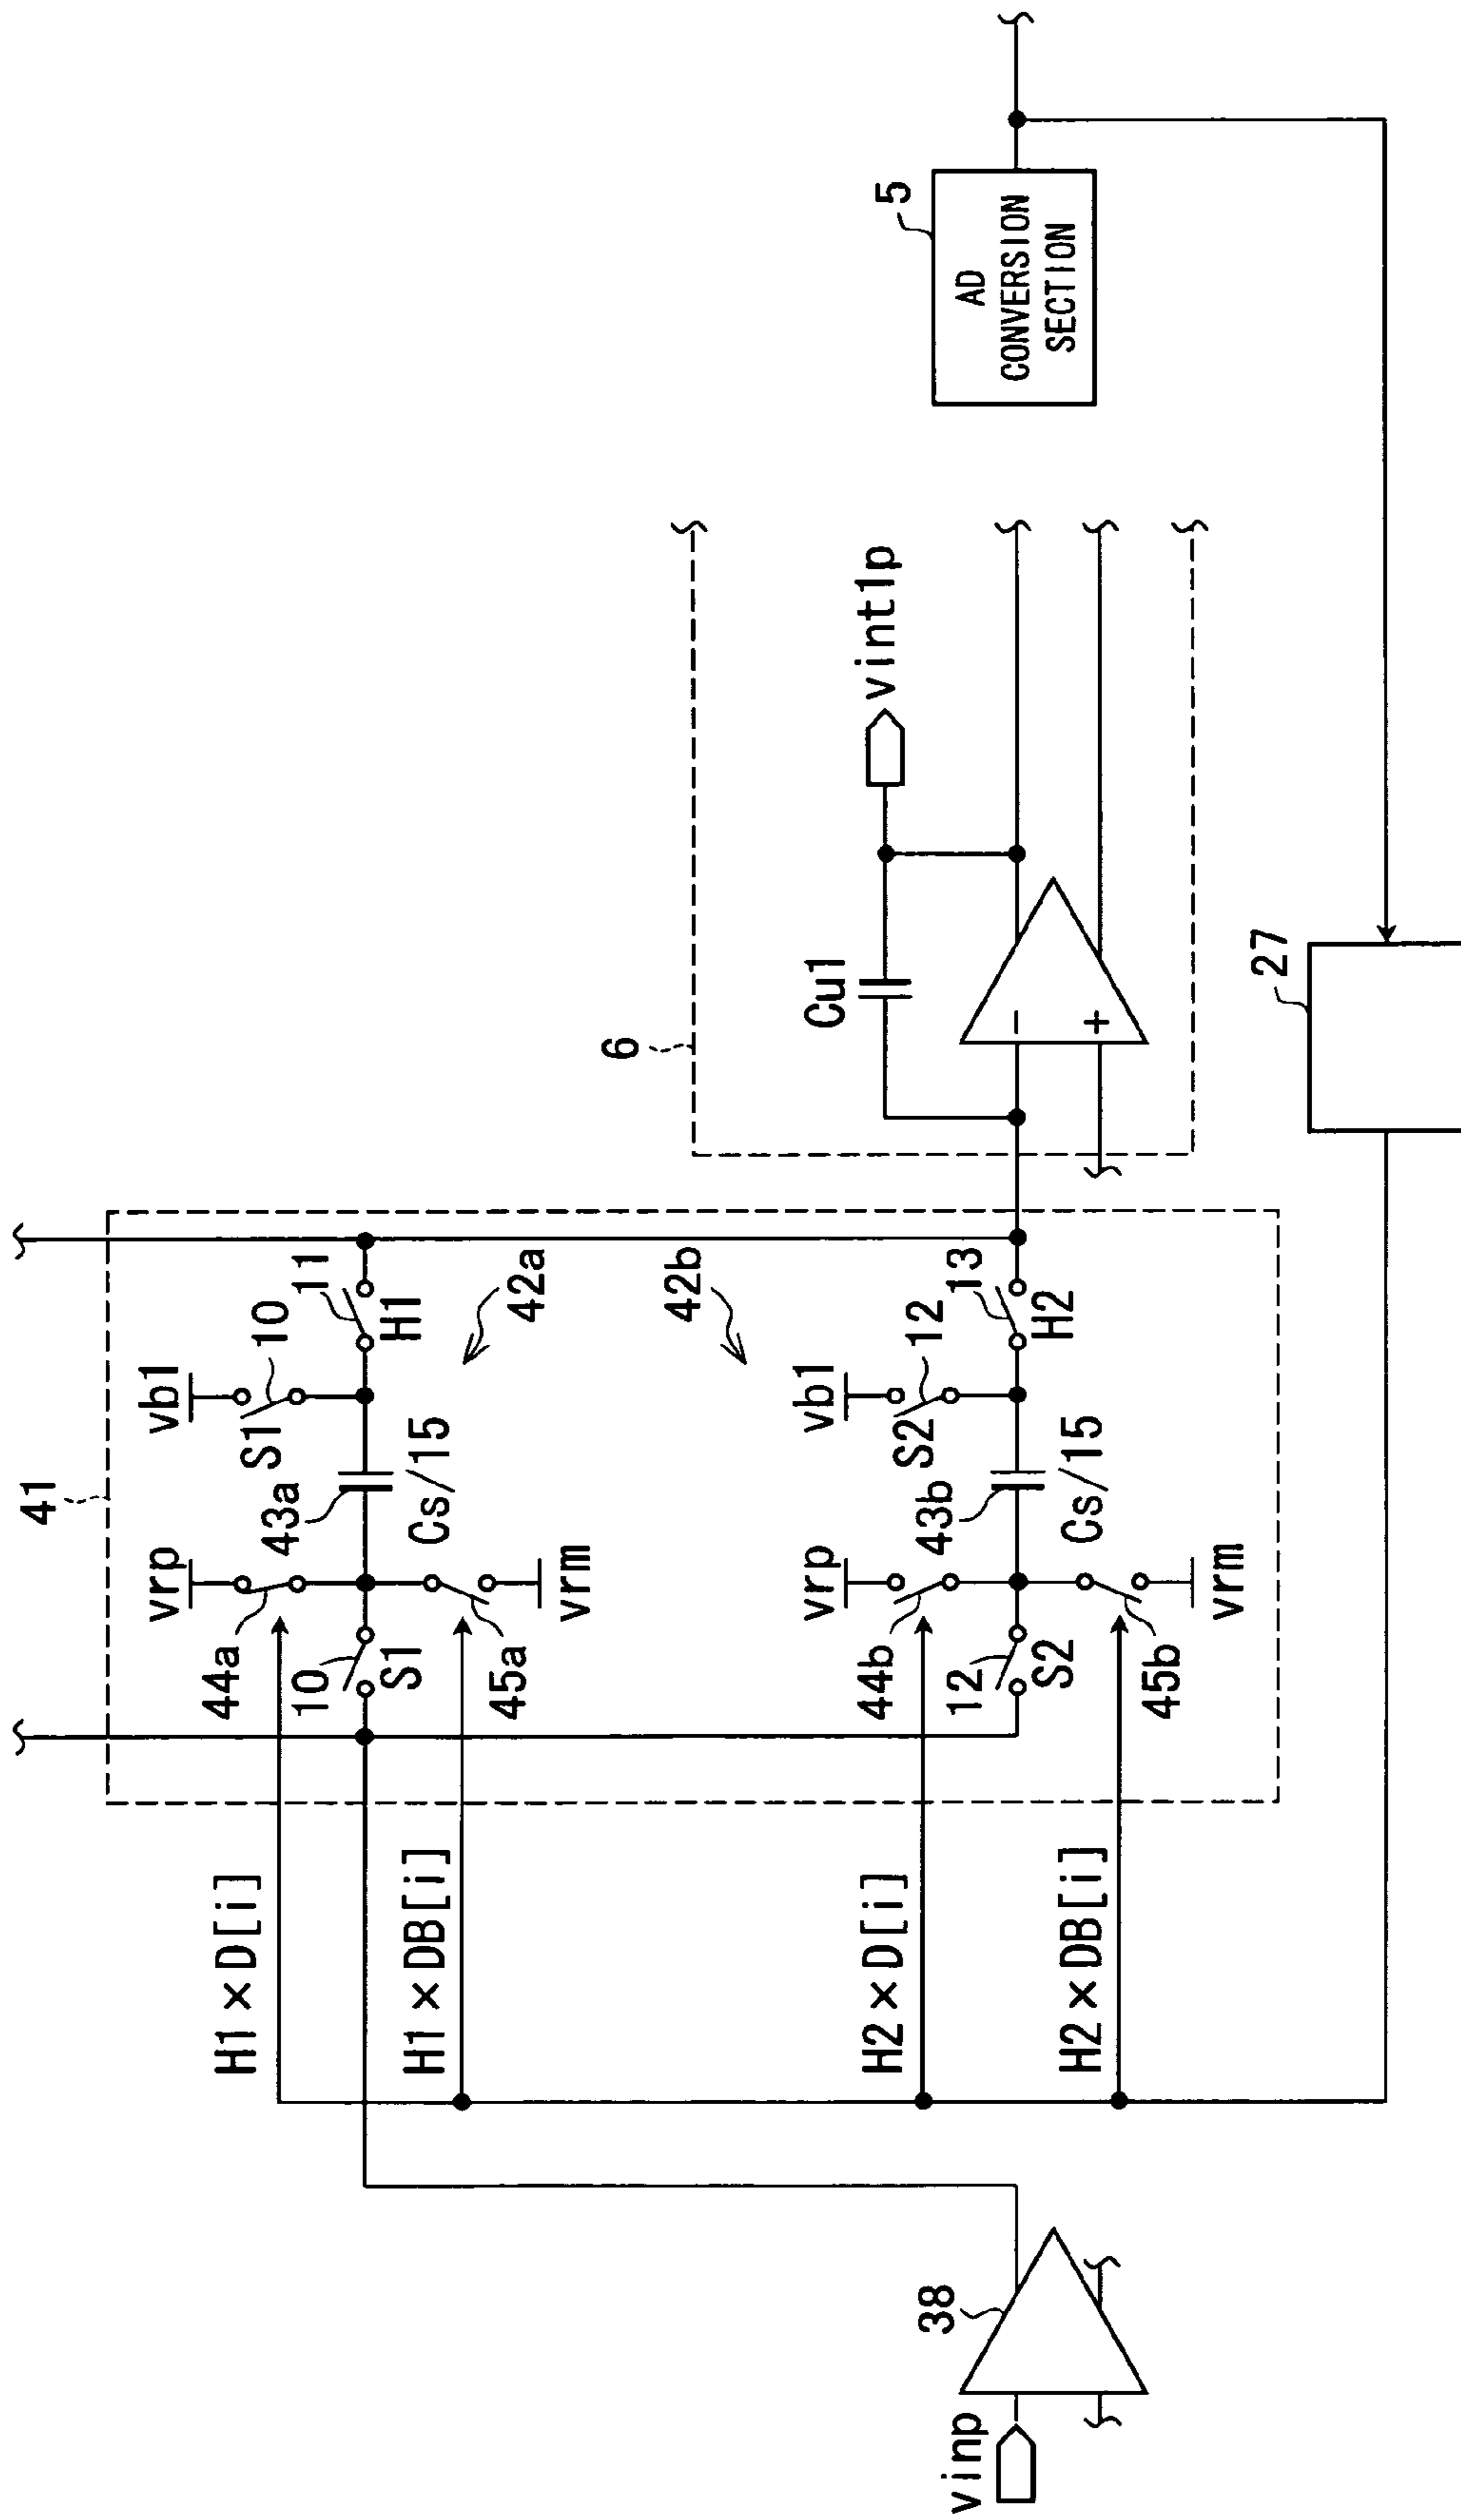 41
vrp
44a
43a
vb1
S1
10
11
H1
10
S1
45a
Cs/15
vrm
42a
42b
vrp
44b
43b
vb1
S2
12
13
H2
12
S2
45b
Cs/15
vrm
H1×D[i]
H1×DB[i]
H2×D[i]
H2×DB[i]
vinp
38
6
Cu1
vint1p
−
+
5
AD
CONVERSION
SECTION
27